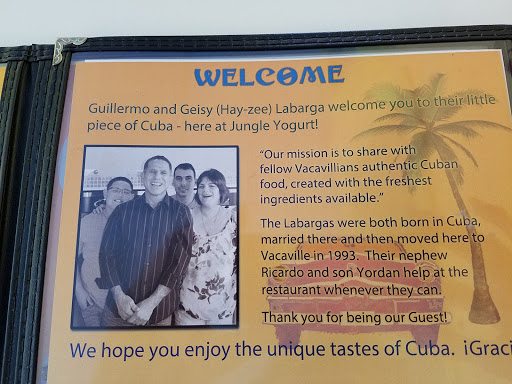 WELCOME
Guillermo and Geisy (Hay-zee) Labarga welcome you to their little
piece of Cuba - here at Jungle Yogurt!
"Our mission is to share with
fellow Vacavillians authentic Cuban
food, created with the freshest
ingredients available."
The Labargas were both born in Cuba,
married there and then moved here to
Vacaville in 1993. Their nephew
Ricardo and son Yordan help at the
restaurant whenever they can.
Thank you for being our Guest!
We hope you enjoy the unique tastes of Cuba. ¡Graci